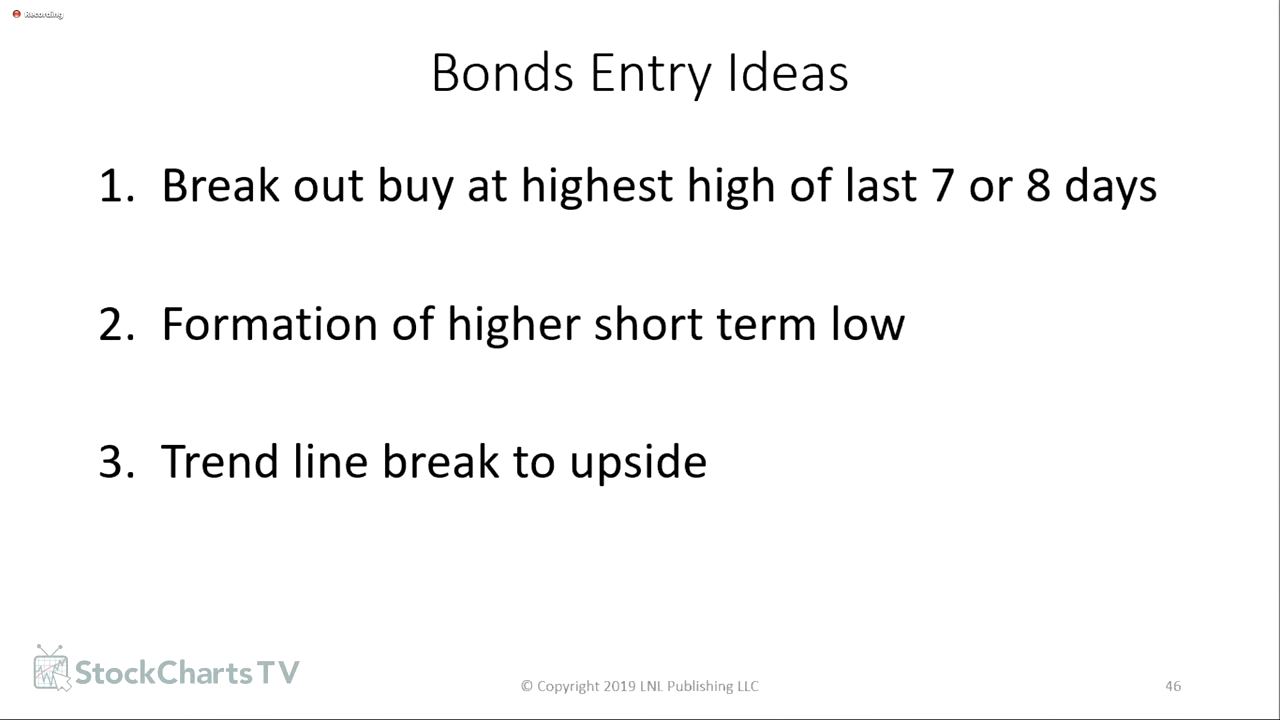 Recording
Bonds Entry Ideas
1. Break out buy at highest high of last 7 or 8 days
2. Formation of higher short term low
3. Trend line break to upside
StockCharts TV
© Copyright 2019 LNL Publishing LLC
46